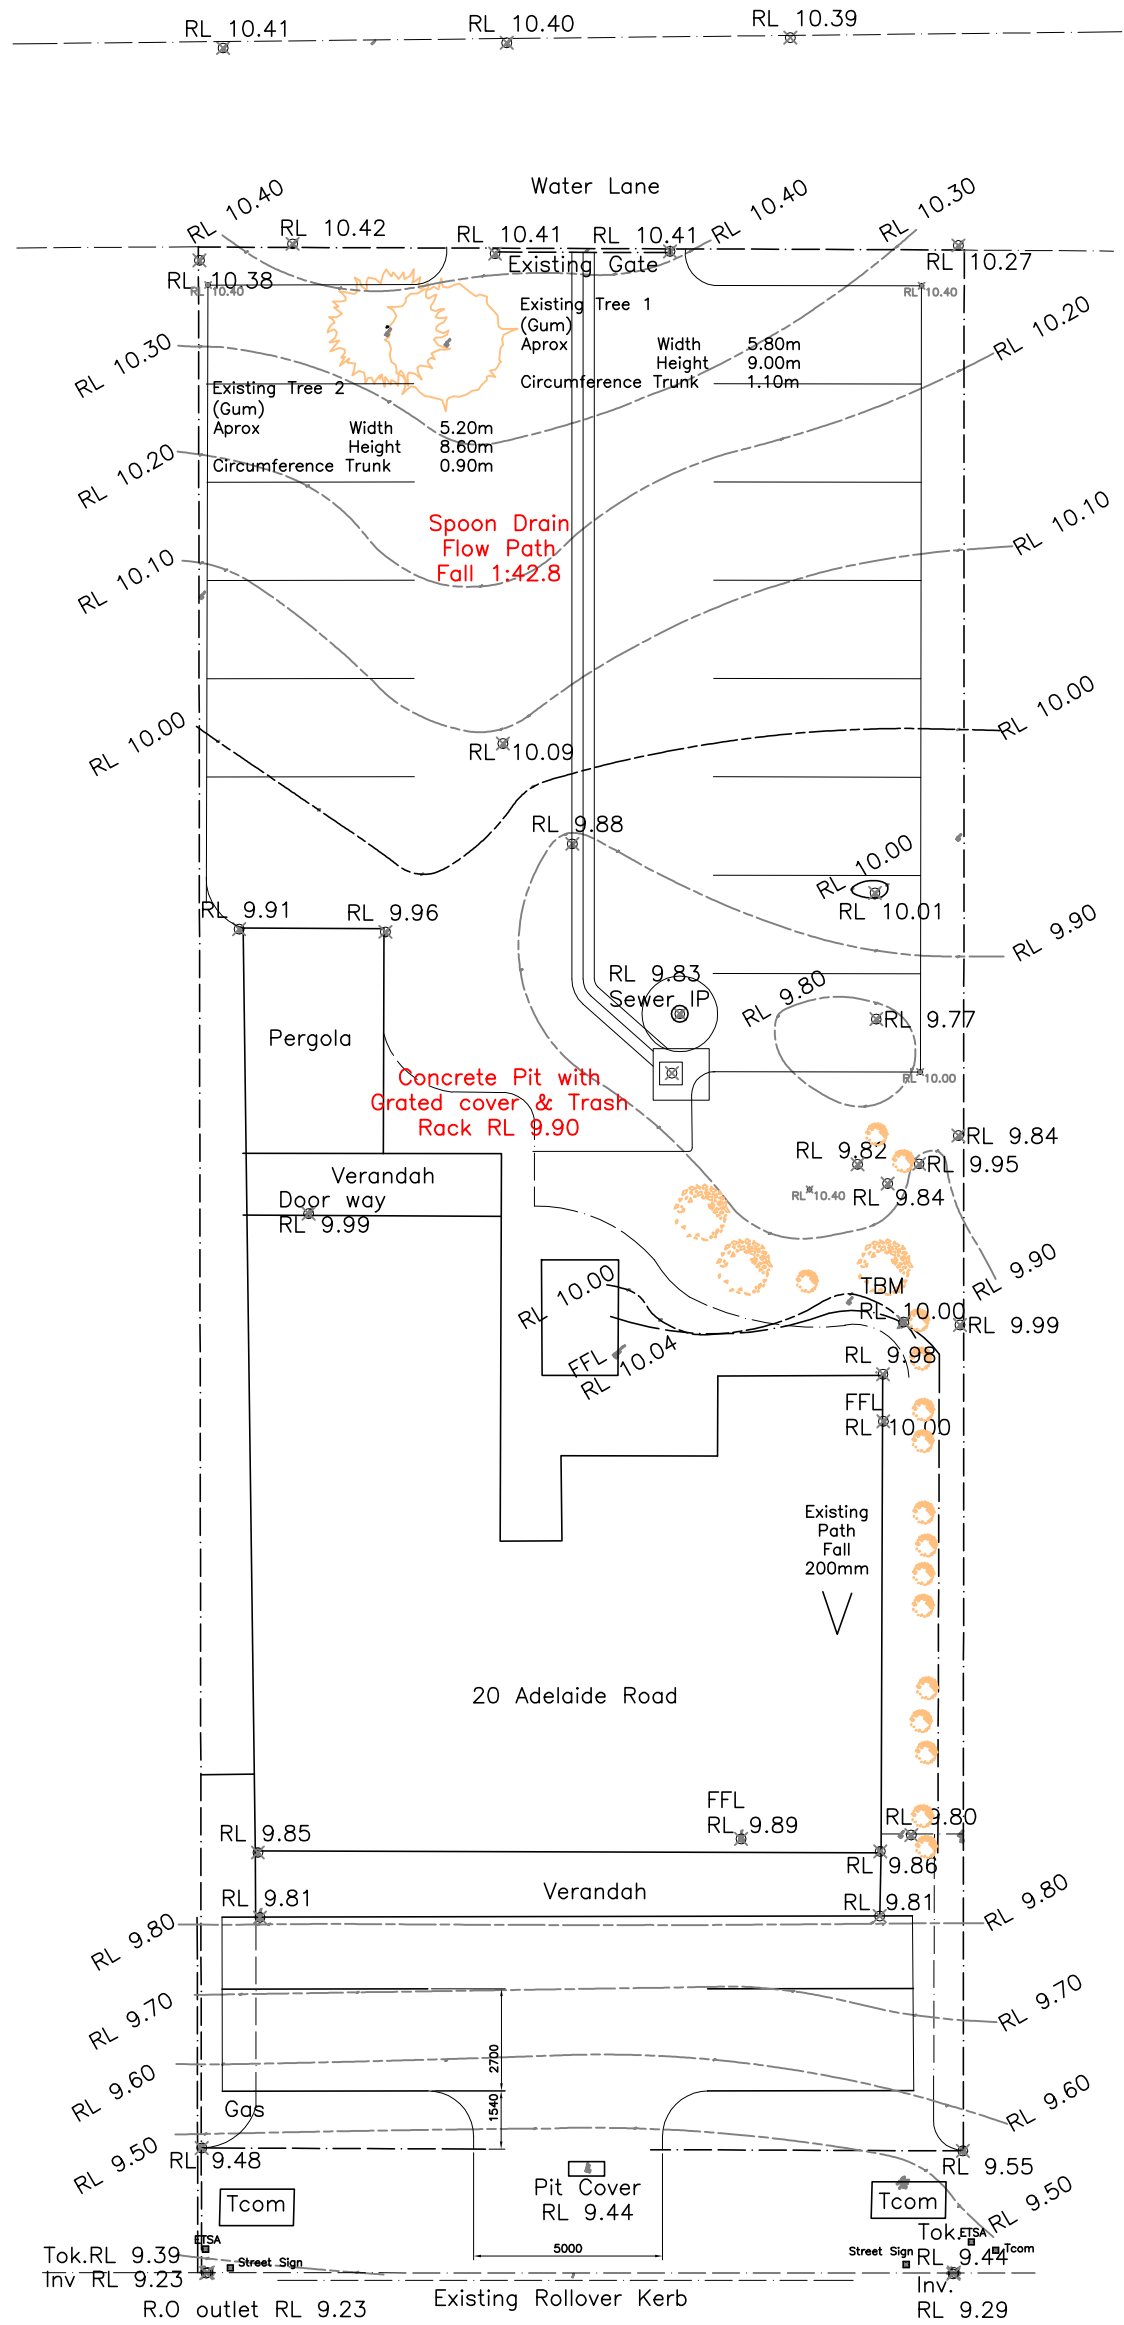 RL 10.41
RL 10.40
RL 10.39
Water Lane
RL 10.40
RL 10.42
RL 10.41
RL 10.41
RL 10.40
RL 10.30
RL 10.38
RL 10.40
Existing Gate
RL 10.27
RL 10.40
Existing Tree 1
(Gum)
Aprox Width 5.80m
Height 9.00m
Circumference Trunk 1.10m
RL 10.20
RL 10.30
Existing Tree 2
(Gum)
Aprox Width 5.20m
Height 8.60m
Circumference Trunk 0.90m
RL 10.20
Spoon Drain
Flow Path
Fall 1:42.8
RL 10.10
RL 10.10
RL 10.00
RL 10.09
RL 10.00
RL 9.88
RL 10.00
RL 10.01
RL 9.91
RL 9.96
RL 9.90
RL 9.83
Sewer IP
RL 9.80
RL 9.77
Pergola
RL 10.00
Concrete Pit with
Grated cover & Trash
Rack RL 9.90
RL 9.84
RL 9.82
RL 9.95
RL 9.84
RL 10.40
Verandah
Door way
RL 9.99
RL 9.90
RL 10.00
TBM
RL 10.00
RL 9.99
FFL
RL 10.04
RL 9.98
FFL
RL 10.00
Existing
Path
Fall
200mm
20 Adelaide Road
FFL
RL 9.89
RL 9.80
RL 9.85
RL 9.86
Verandah
RL 9.81
RL 9.81
RL 9.80
RL 9.80
RL 9.70
RL 9.70
2700
RL 9.60
RL 9.60
1540
Gas
RL 9.50
RL 9.48
RL 9.55
RL 9.50
Pit Cover
RL 9.44
Tcom
Tcom
ETSA
Tok.
ETSA
Tcom
Tok.RL 9.39
Street Sign
5000
Street Sign
RL 9.44
Inv RL 9.23
Inv.
RL 9.29
R.O outlet RL 9.23
Existing Rollover Kerb